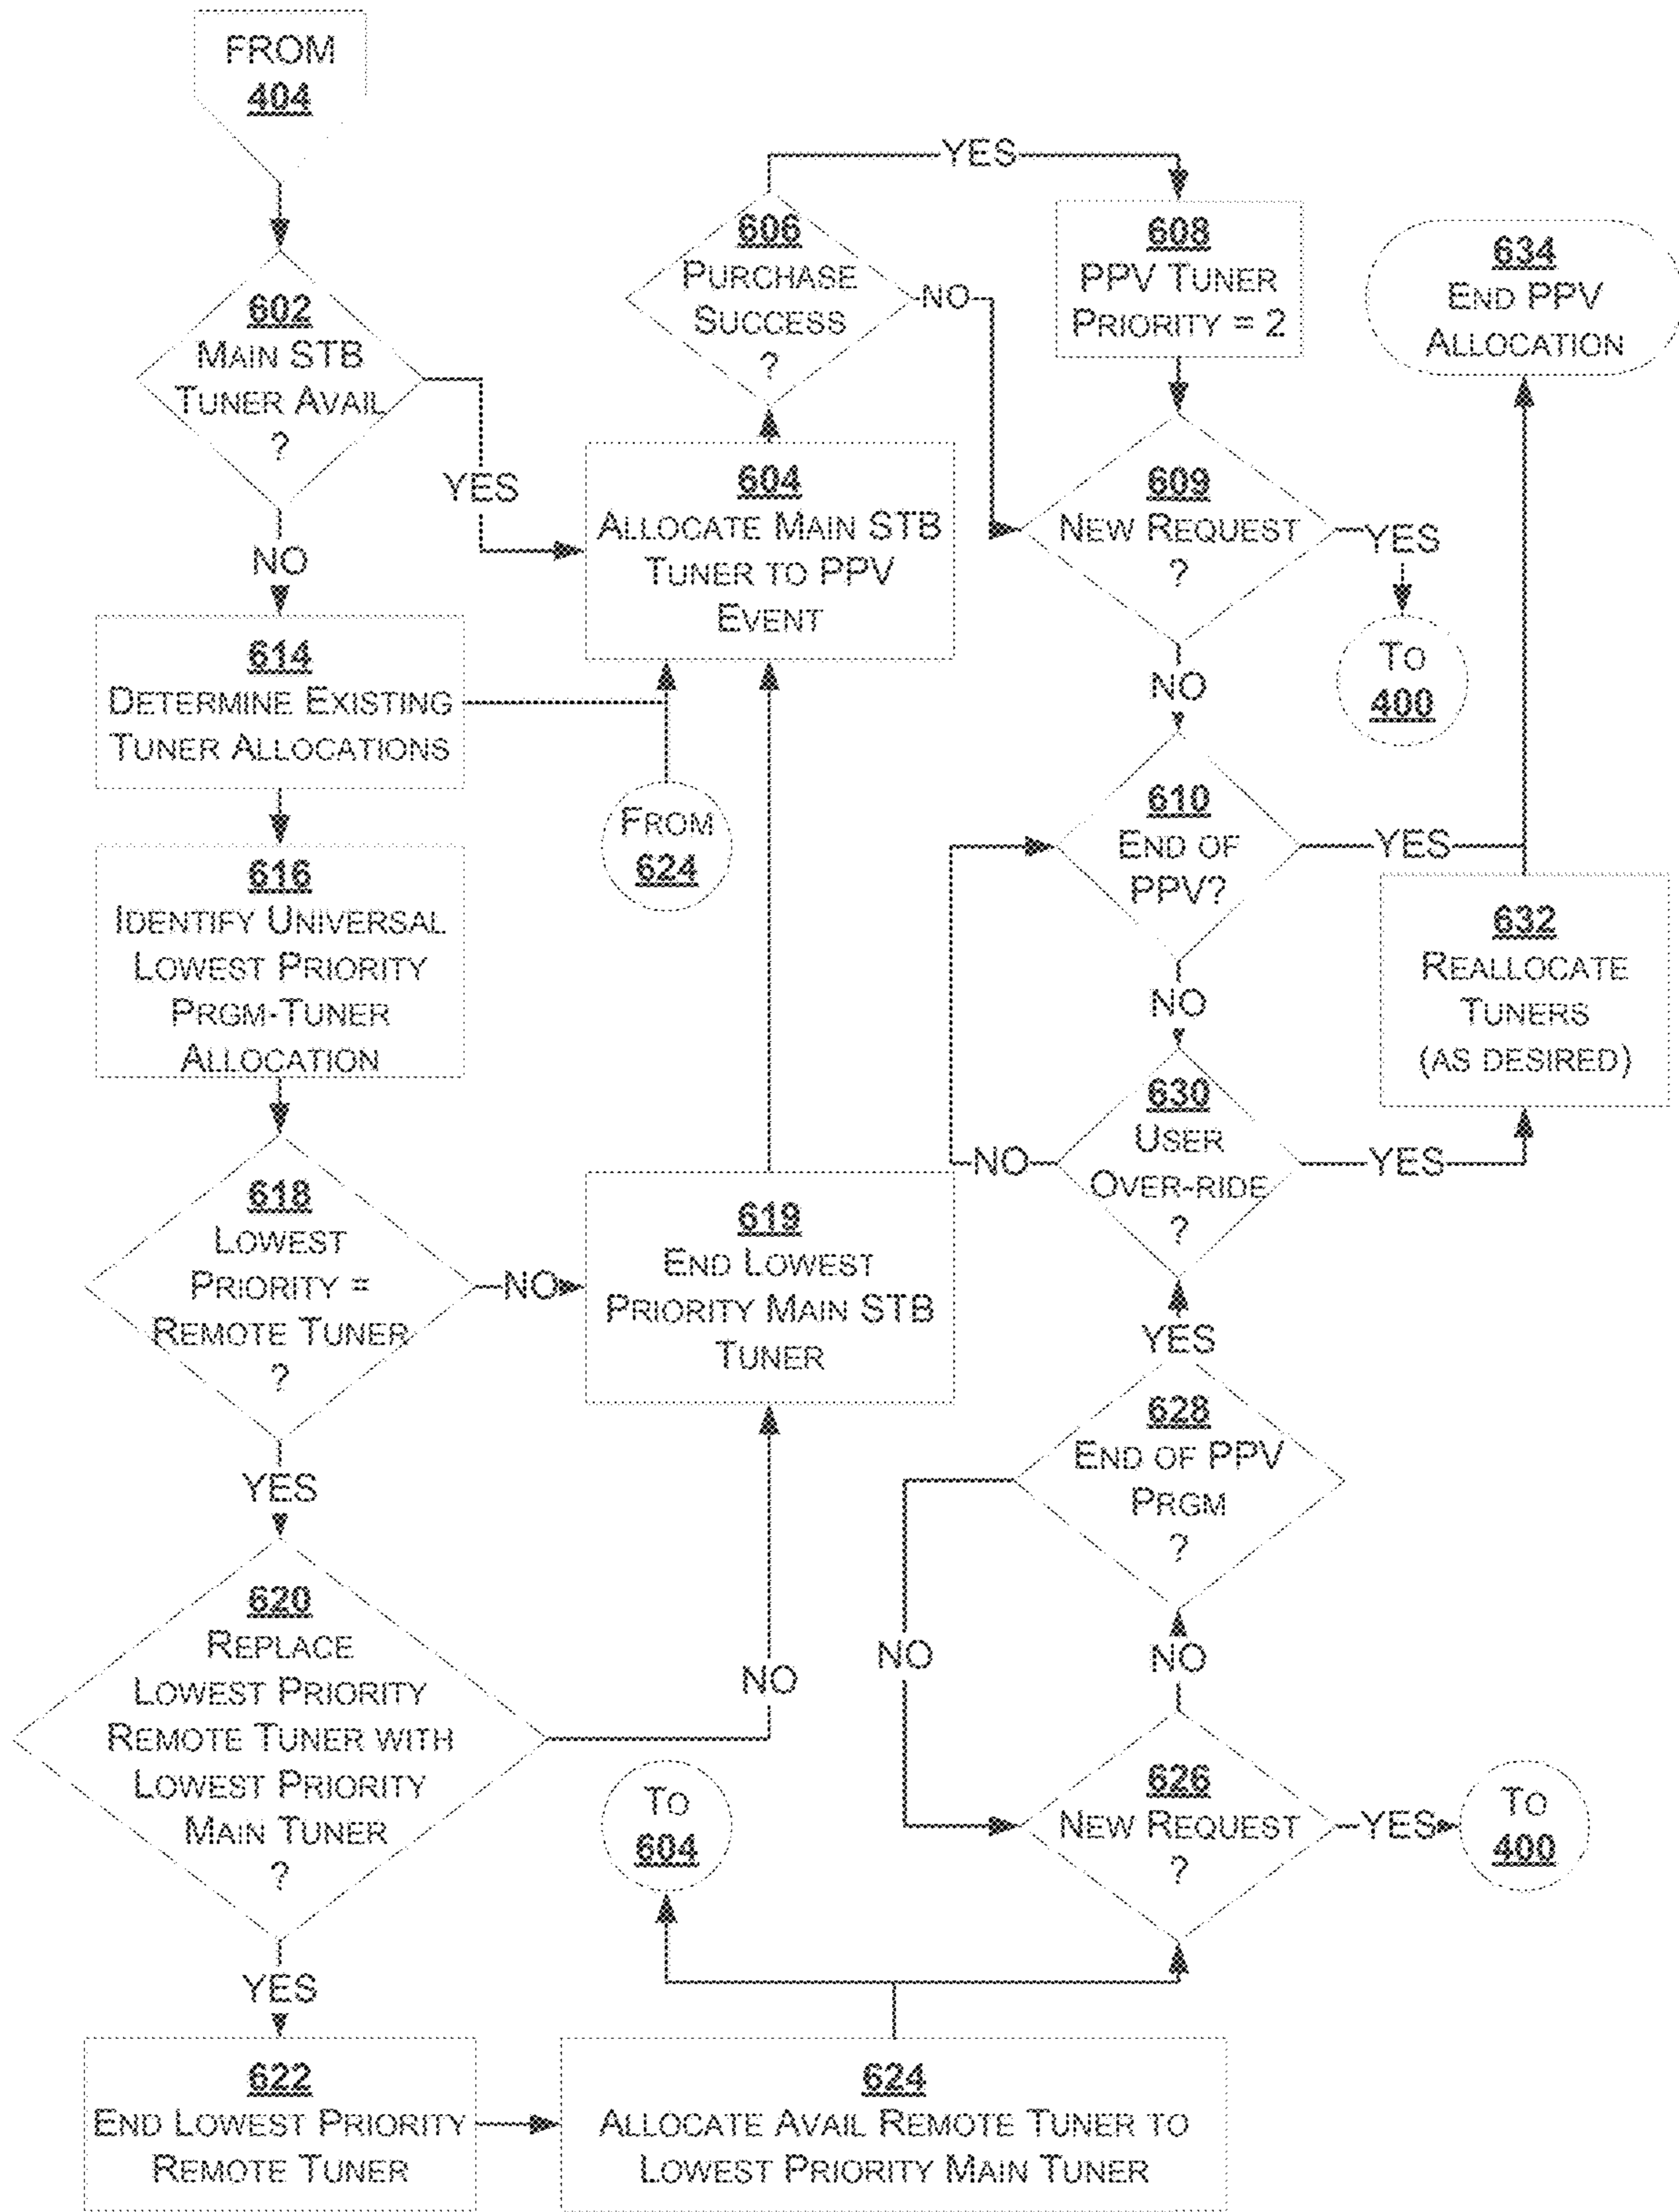 FROM
404
602
MAIN STB
TUNER AVAIL
?
YES
NO
614
DETERMINE EXISTING
TUNER ALLOCATIONS
616
IDENTIFY UNIVERSAL
LOWEST PRIORITY
PRGM-TUNER
ALLOCATION
618
LOWEST
PRIORITY =
REMOTE TUNER
?
NO
YES
620
REPLACE
LOWEST PRIORITY
REMOTE TUNER WITH
LOWEST PRIORITY
MAIN TUNER
?
NO
YES
622
END LOWEST PRIORITY
REMOTE TUNER
624
ALLOCATE AVAIL REMOTE TUNER TO
LOWEST PRIORITY MAIN TUNER
TO
604
619
END LOWEST
PRIORITY MAIN STB
TUNER
FROM
624
604
ALLOCATE MAIN STB
TUNER TO PPV
EVENT
606
PURCHASE
SUCCESS
?
YES
NO
608
PPV TUNER
PRIORITY = 2
609
NEW REQUEST
?
YES
TO
400
NO
610
END OF
PPV?
YES
NO
630
USER
OVER-RIDE
?
NO
YES
632
REALLOCATE
TUNERS
(AS DESIRED)
634
END PPV
ALLOCATION
YES
628
END OF PPV
PRGM
?
NO
NO
626
NEW REQUEST
?
YES
TO
400